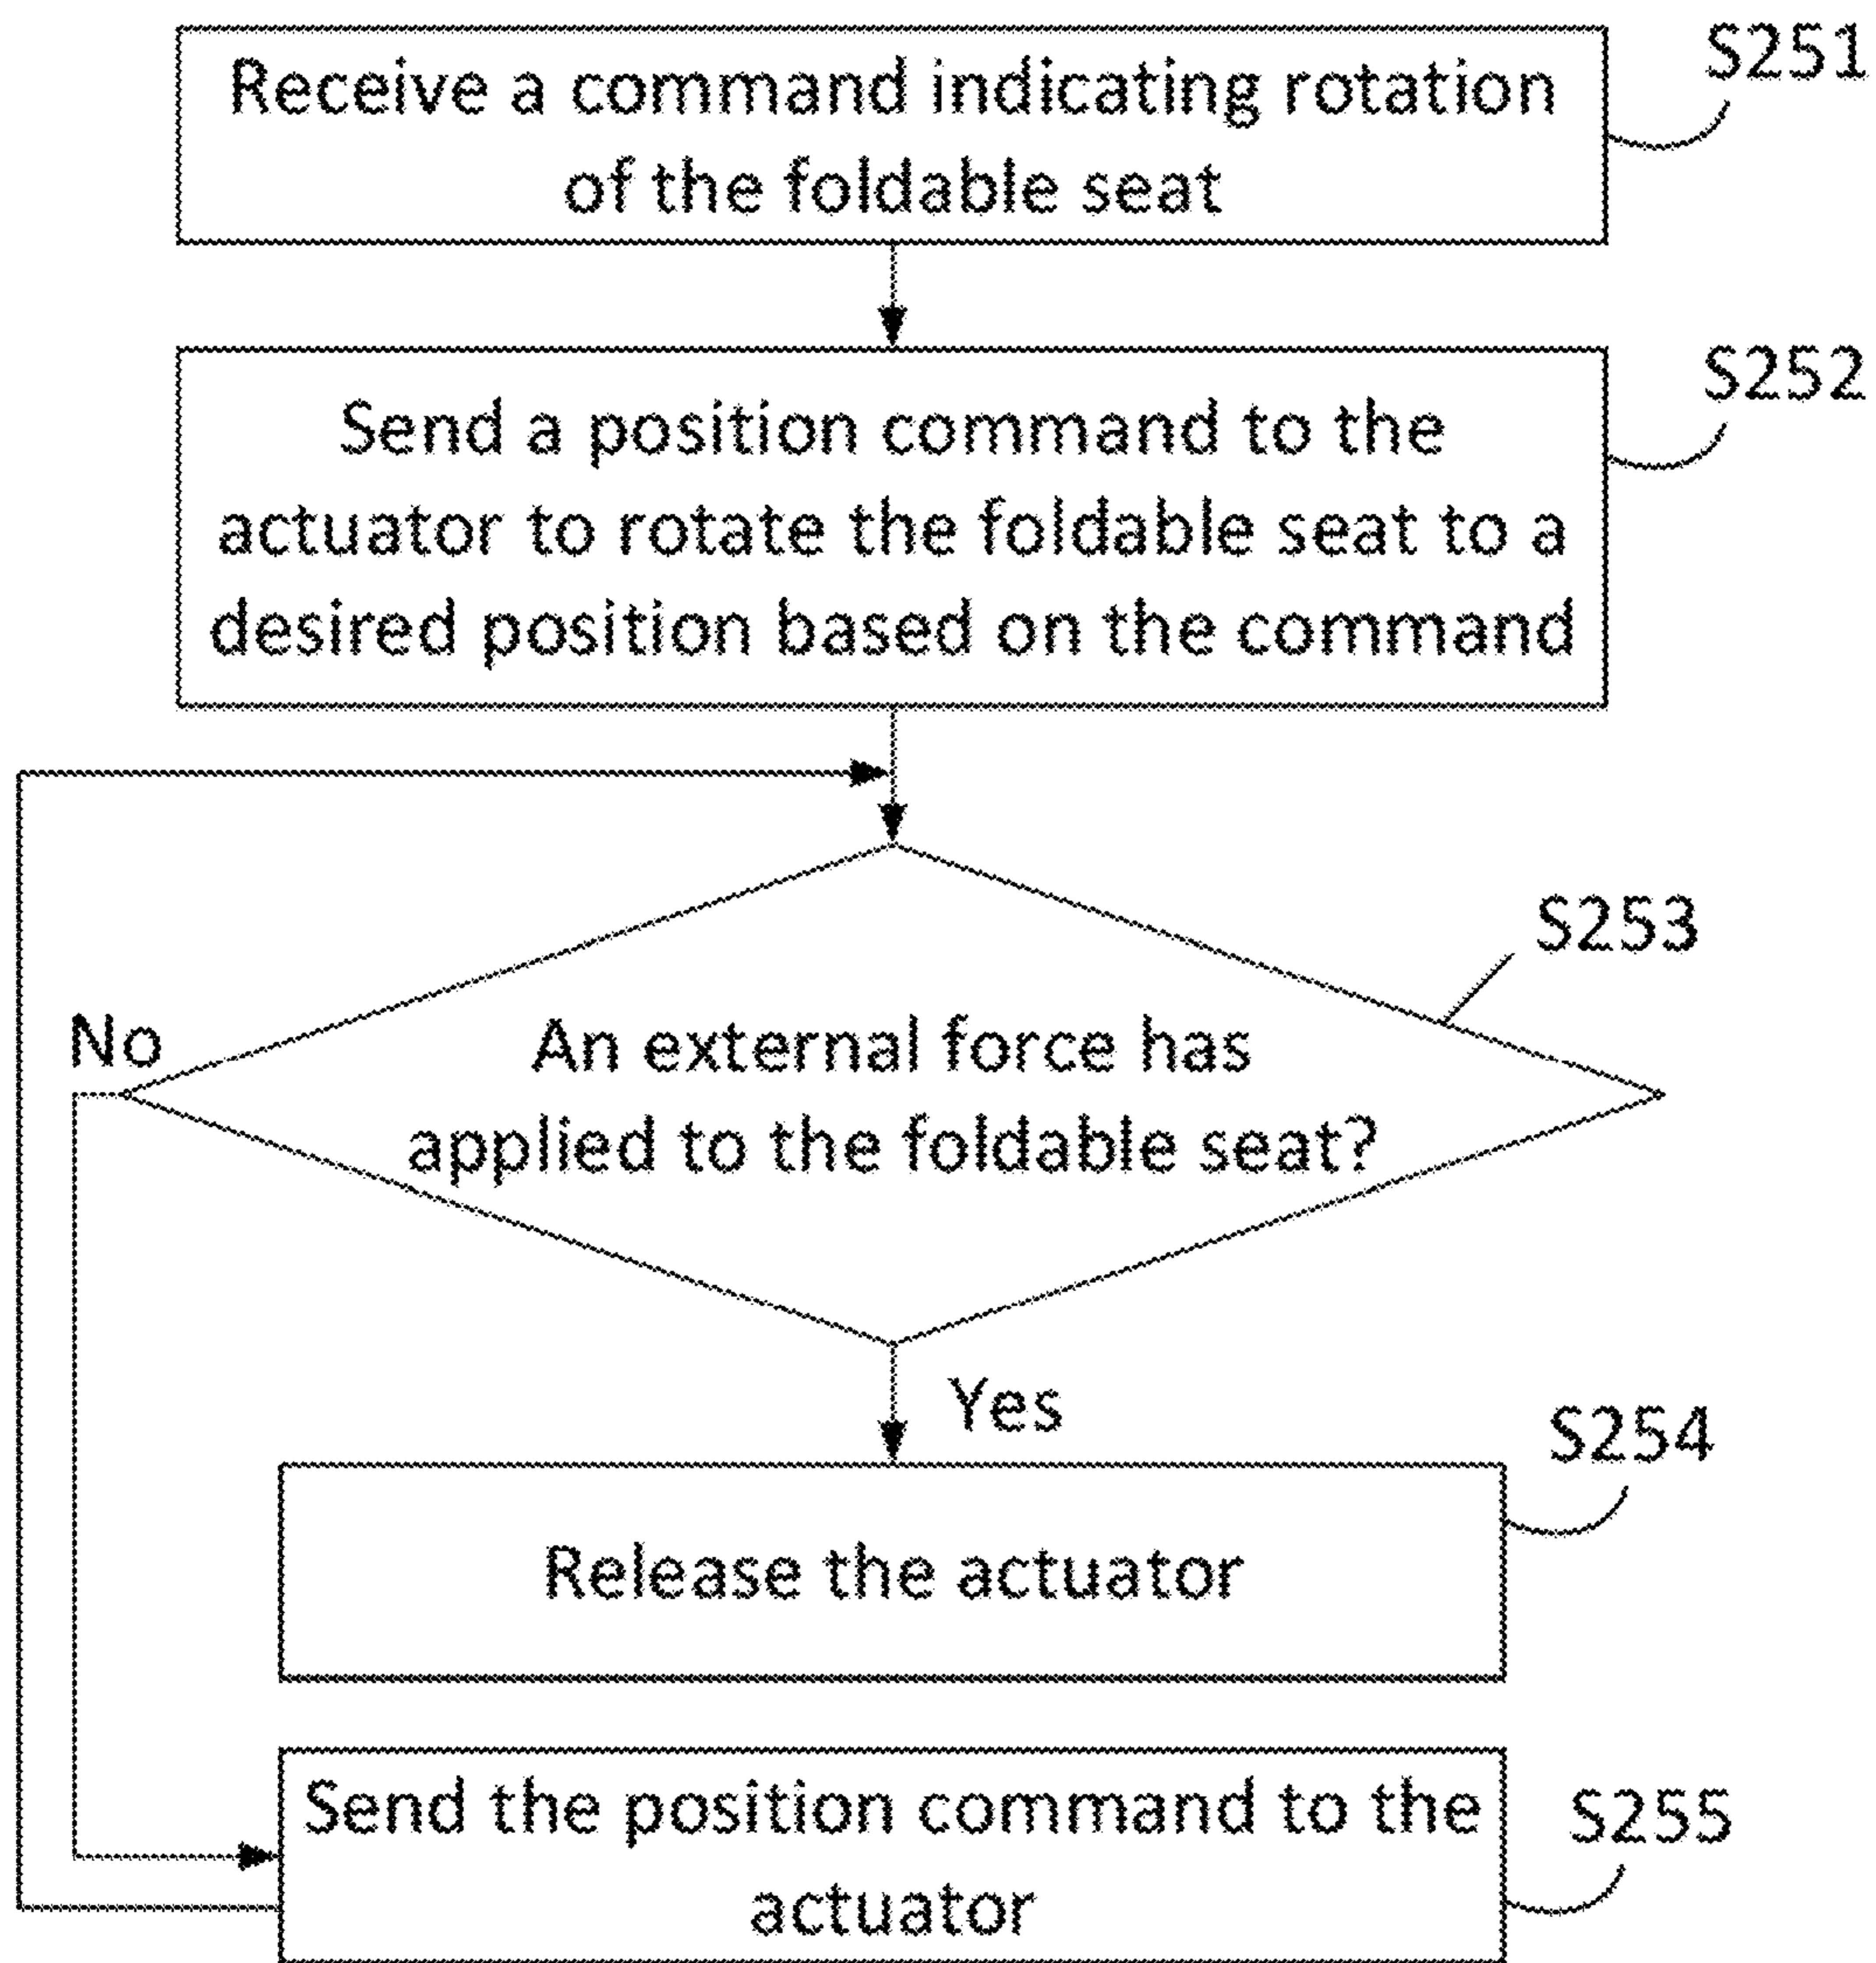 S251
Receive a command indicating rotation
of the foldable seat
S252
Send a position command to the
actuator to rotate the foldable seat to a
desired position based on the command
S253
No
An external force has
applied to the foldable seat?
Yes
S254
Release the actuator
S255
Send the position command to the
actuator